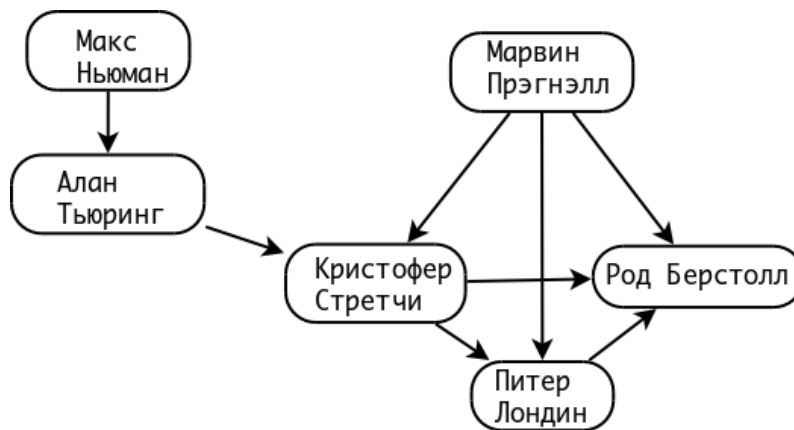 Макс
Ньюман
Марвин
Прэгнэлл
Алан
Тьюринг
Кристофер
Стретчи
Род Берстолл
Питер
Лондин